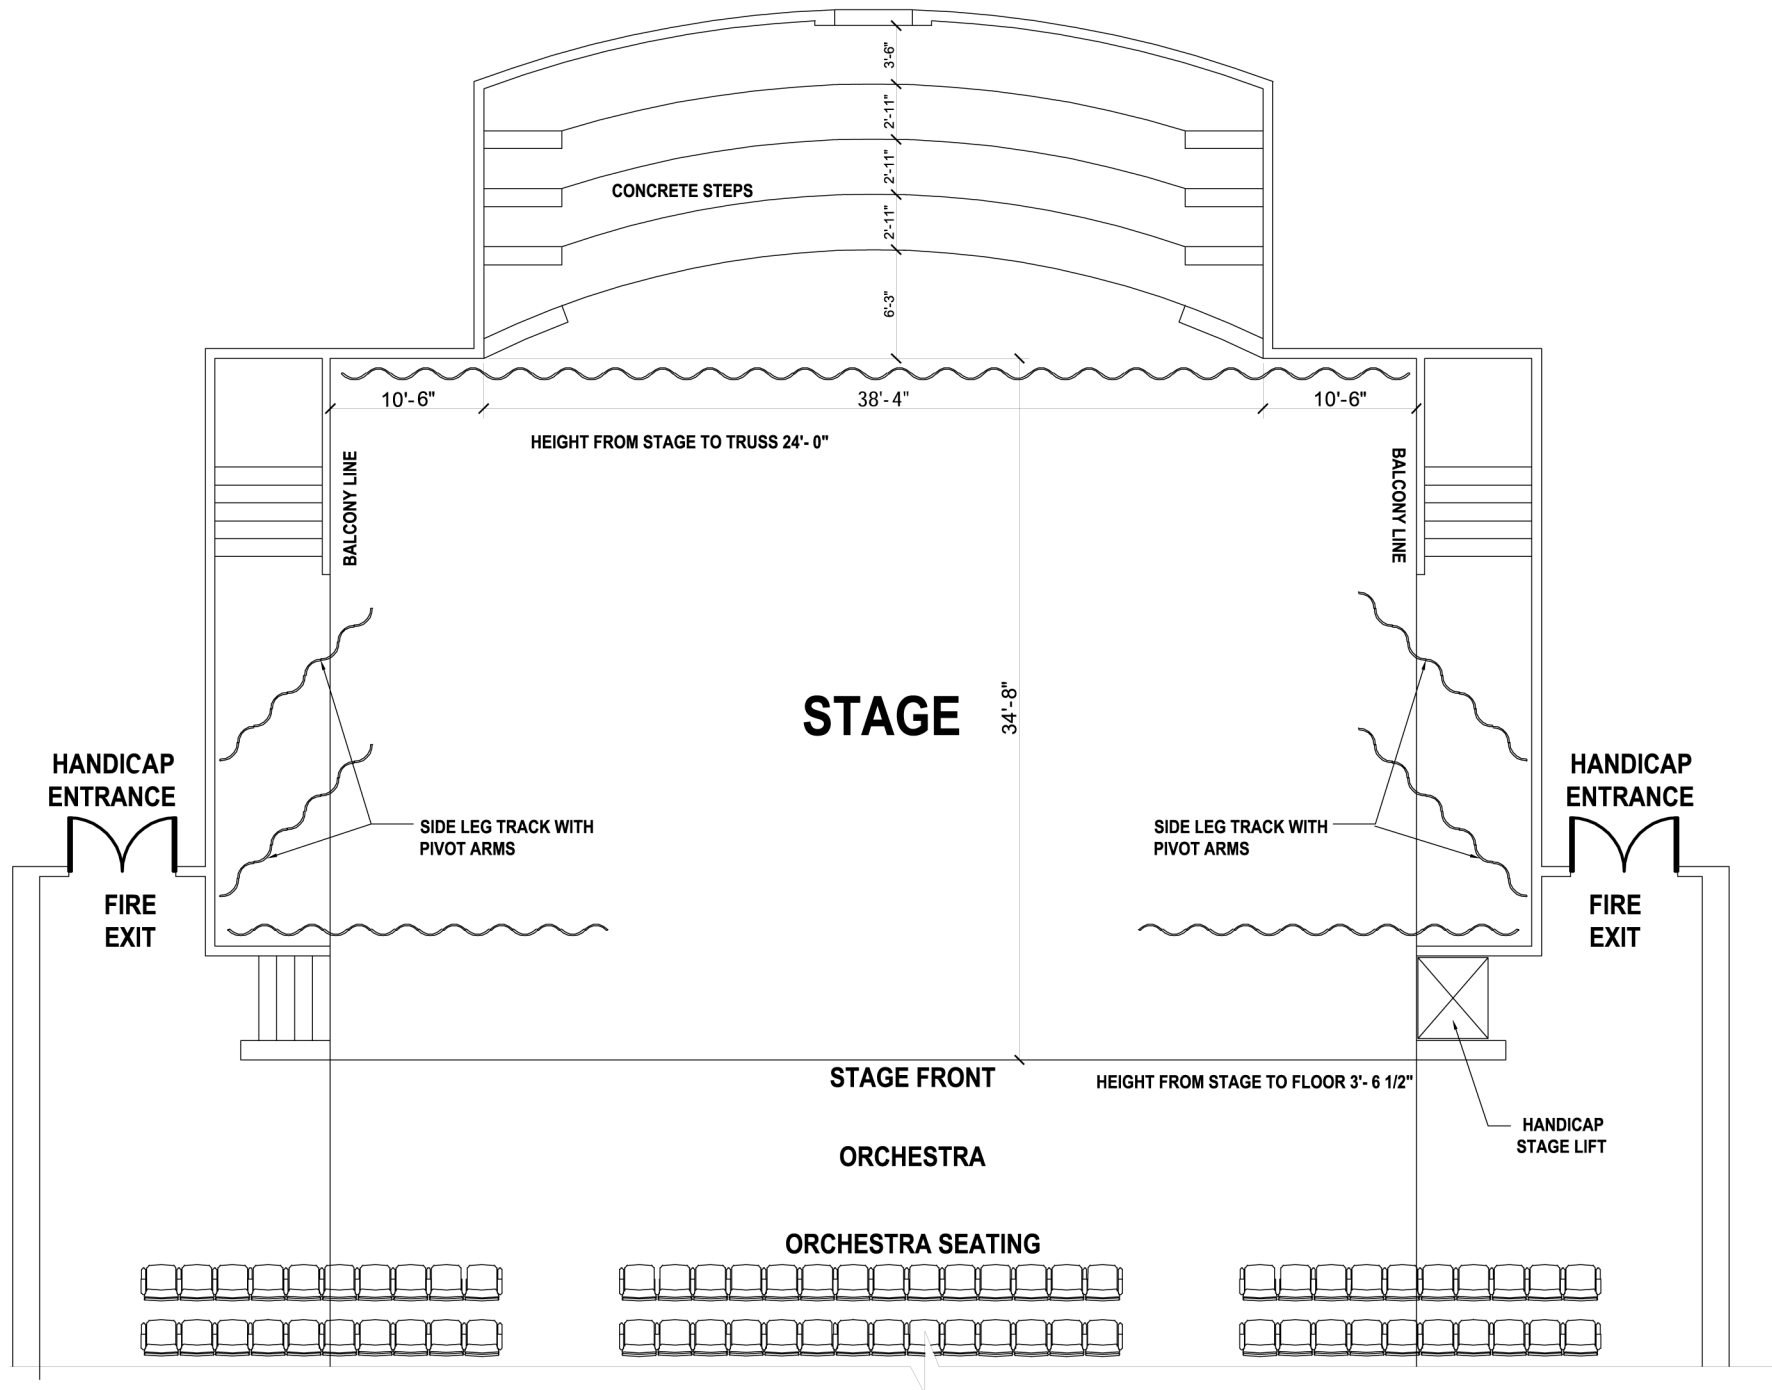 3'-6"
2'-11"
2'-11"
CONCRETE STEPS
2'-11"
6'-3"
10'-6"
38'-4"
10'-6"
HEIGHT FROM STAGE TO TRUSS 24'-0"
BALCONY LINE
BALCONY LINE
STAGE
34'-8"
HANDICAP
ENTRANCE
HANDICAP
ENTRANCE
SIDE LEG TRACK WITH
PIVOT ARMS
SIDE LEG TRACK WITH
PIVOT ARMS
FIRE
EXIT
FIRE
EXIT
STAGE FRONT
HEIGHT FROM STAGE TO FLOOR 3'- 6 1/2"
HANDICAP
STAGE LIFT
ORCHESTRA
ORCHESTRA SEATING